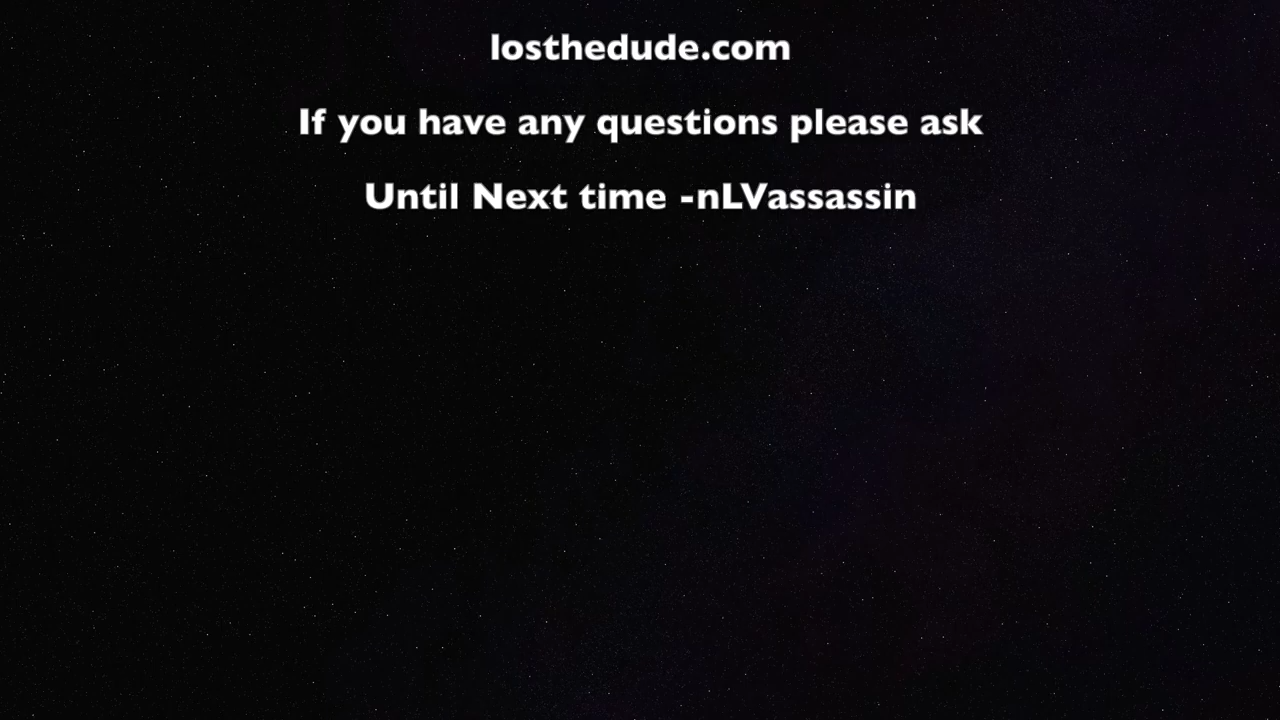 losthedude.com
If you have any questions please ask
Until Next time -nLVassassin